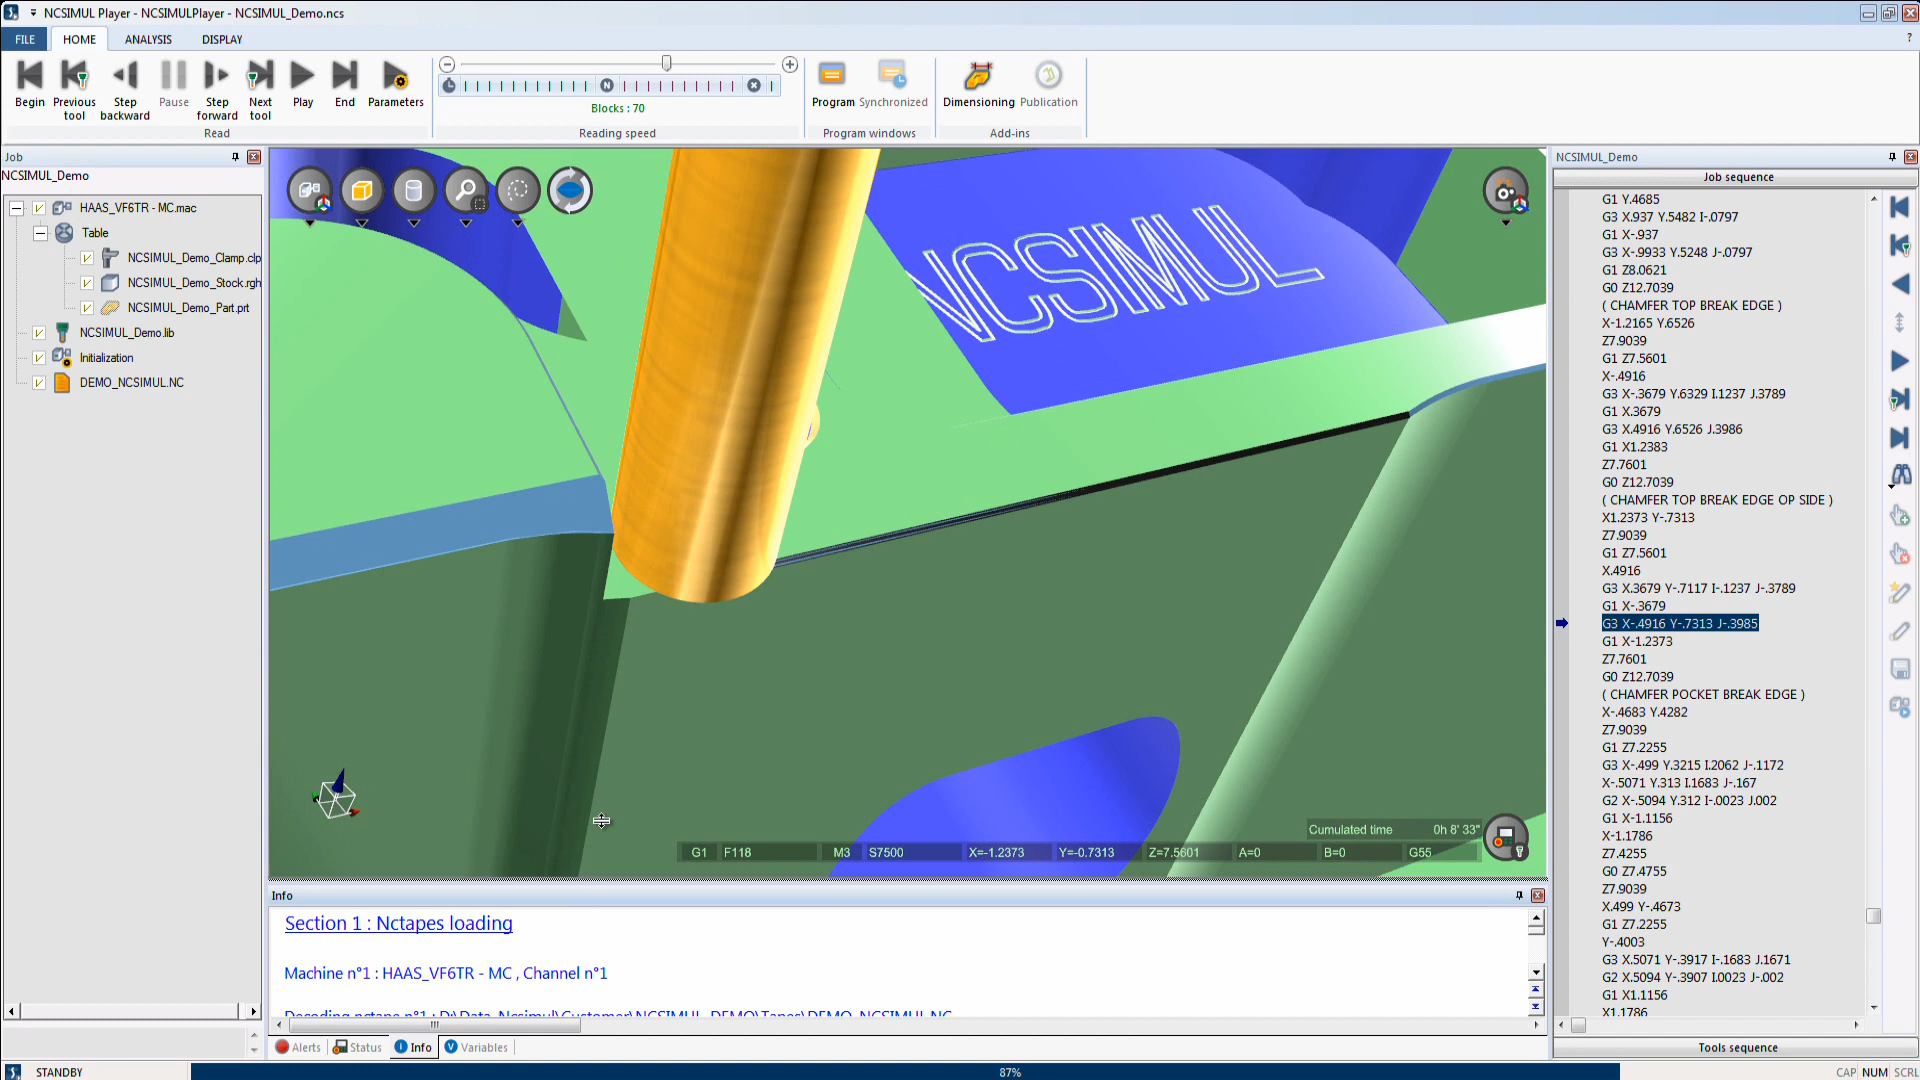 NCSIMUL Player - NCSIMULPlayer - NCSIMUL_Demo.ncs
FILE HOME ANALYSIS DISPLAY ?
Begin Previous tool Step backward Pause Step forward Next tool Play End Parameters
Read
N
Blocks : 70
Reading speed
Program Synchronized
Program windows
Dimensioning Publication
Add-ins
Job
NCSIMUL_Demo
HAAS_VF6TR - MC.mac
Table
NCSIMUL_Demo_Clamp.clp
NCSIMUL_Demo_Stock.rgh
NCSIMUL_Demo_Part.prt
NCSIMUL_Demo.lib
Initialization
DEMO_NCSIMUL.NC
NCSIMUL
Cumulated time 0h 8' 33"
G1 F118 M3 S7500 X=-1.2373 Y=-0.7313 Z=7.5601 A=0 B=0 G55
Info
Section 1 : Nctapes loading
Machine n°1 : HAAS_VF6TR - MC , Channel n°1
Decoding nctape n°1 : D:\Data_Ncsimul\Customer\NCSIMUL_DEMO\Tapes\DEMO_NCSIMUL.NC
Alerts Status Info Variables
NCSIMUL_Demo
Job sequence
G1 Y.4685
G3 X.937 Y.5482 I-.0797
G1 X-.937
G3 X-.9933 Y.5248 J-.0797
G1 Z8.0621
G0 Z12.7039
( CHAMFER TOP BREAK EDGE )
X-1.2165 Y.6526
Z7.9039
G1 Z7.5601
X-.4916
G3 X-.3679 Y.6329 I.1237 J.3789
G1 X.3679
G3 X.4916 Y.6526 J.3986
G1 X1.2383
Z7.7601
G0 Z12.7039
( CHAMFER TOP BREAK EDGE OP SIDE )
X1.2373 Y-.7313
Z7.9039
G1 Z7.5601
X.4916
G3 X.3679 Y-.7117 I-.1237 J-.3789
G1 X-.3679
G3 X-.4916 Y-.7313 J-.3985
G1 X-1.2373
Z7.7601
G0 Z12.7039
( CHAMFER POCKET BREAK EDGE )
X-.4683 Y.4282
Z7.9039
G1 Z7.2255
G3 X-.499 Y.3215 I.2062 J-.1172
X-.5071 Y.313 I.1683 J-.167
G2 X-.5094 Y.312 I-.0023 J.002
G1 X-1.1156
X-1.1786
Z7.4255
G0 Z7.4755
Z7.9039
X.499 Y-.4673
G1 Z7.2255
Y-.4003
G3 X.5071 Y-.3917 I-.1683 J.1671
G2 X.5094 Y-.3907 I.0023 J-.002
G1 X1.1156
X1.1786
Tools sequence
STANDBY 87% CAP NUM SCRL